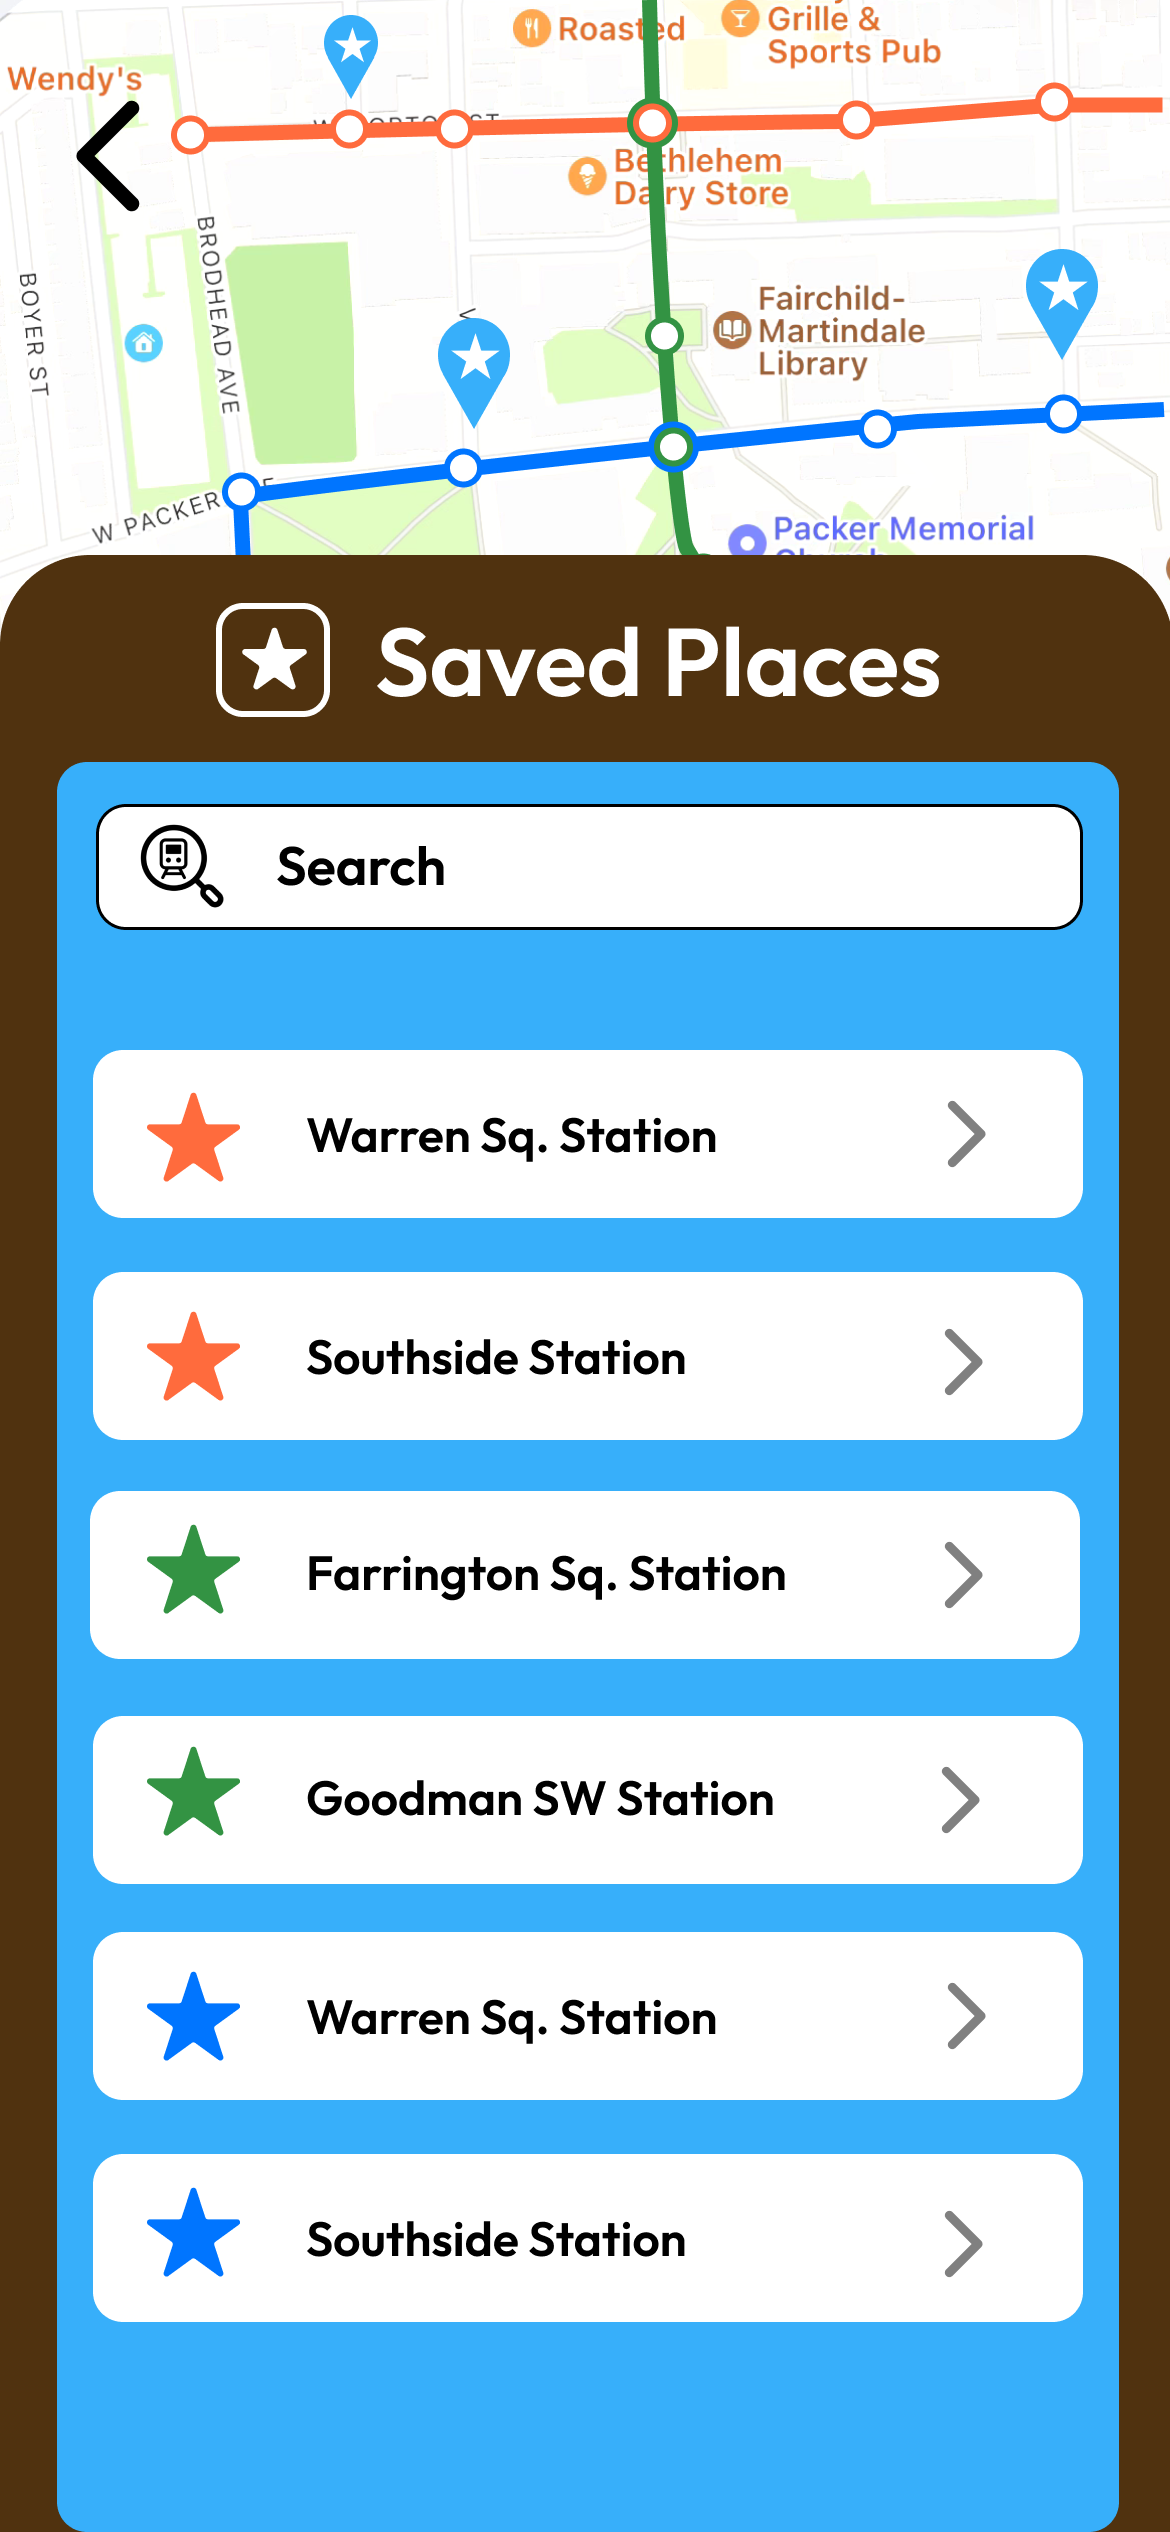 Roasted
Grille &
Sports Pub
Wendy's
ST
Bethlehem
Dairy Store
BRODHEAD AVE
BOYER ST
Fairchild-
Martindale
Library
W PACKER
Packer Memorial
Saved Places
Search
Warren Sq. Station
Southside Station
Farrington Sq. Station
Goodman SW Station
Warren Sq. Station
Southside Station